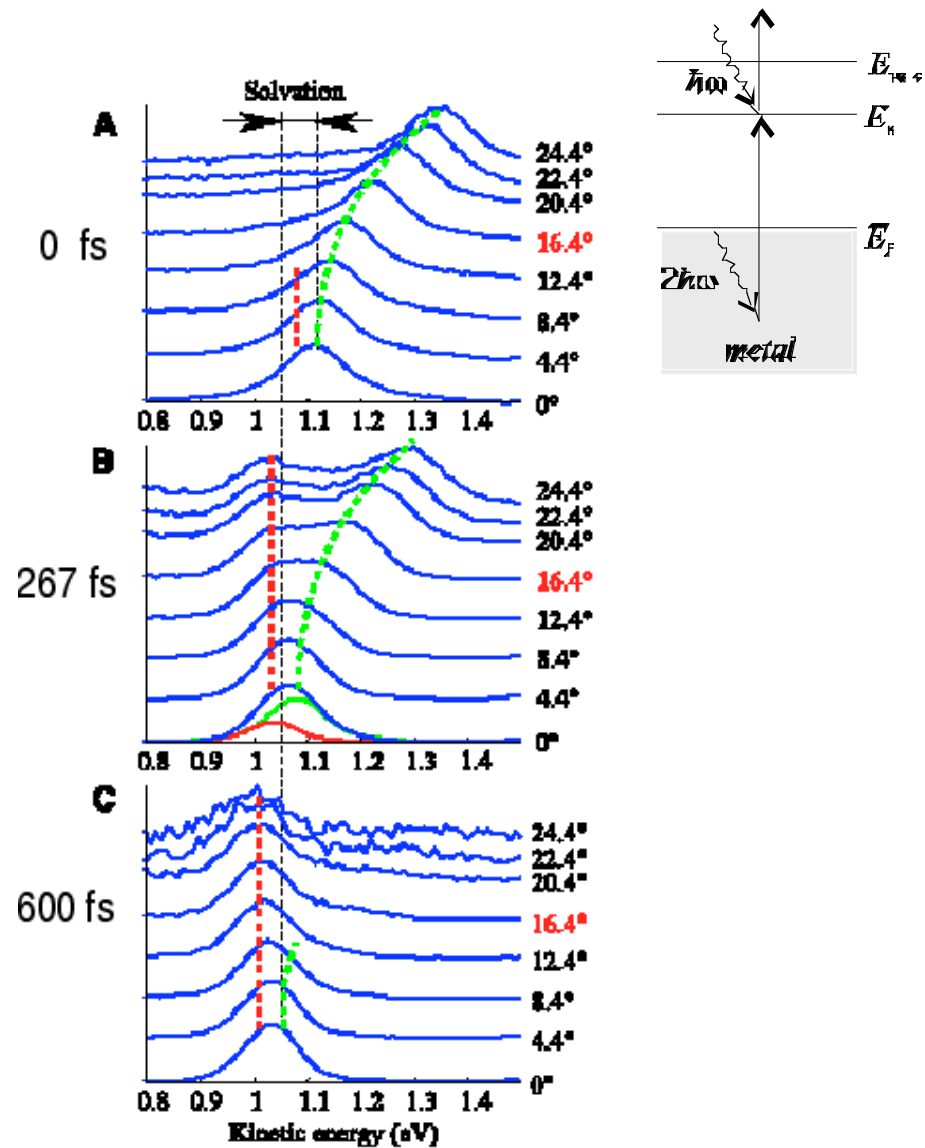 Solvation
A
24.4°
22.4°
20.4°
16.4°
12.4°
8.4°
4.4°
0°
0 fs
0.8 0.9 1 1.1 1.2 1.3 1.4
B
24.4°
22.4°
20.4°
16.4°
12.4°
8.4°
4.4°
0°
267 fs
0.8 0.9 1 1.1 1.2 1.3 1.4
C
24.4°
22.4°
20.4°
16.4°
12.4°
8.4°
4.4°
0°
600 fs
0.8 0.9 1 1.1 1.2 1.3 1.4
Kinetic energy (eV)
ℏω
E
E
E_F
2ℏω
metal